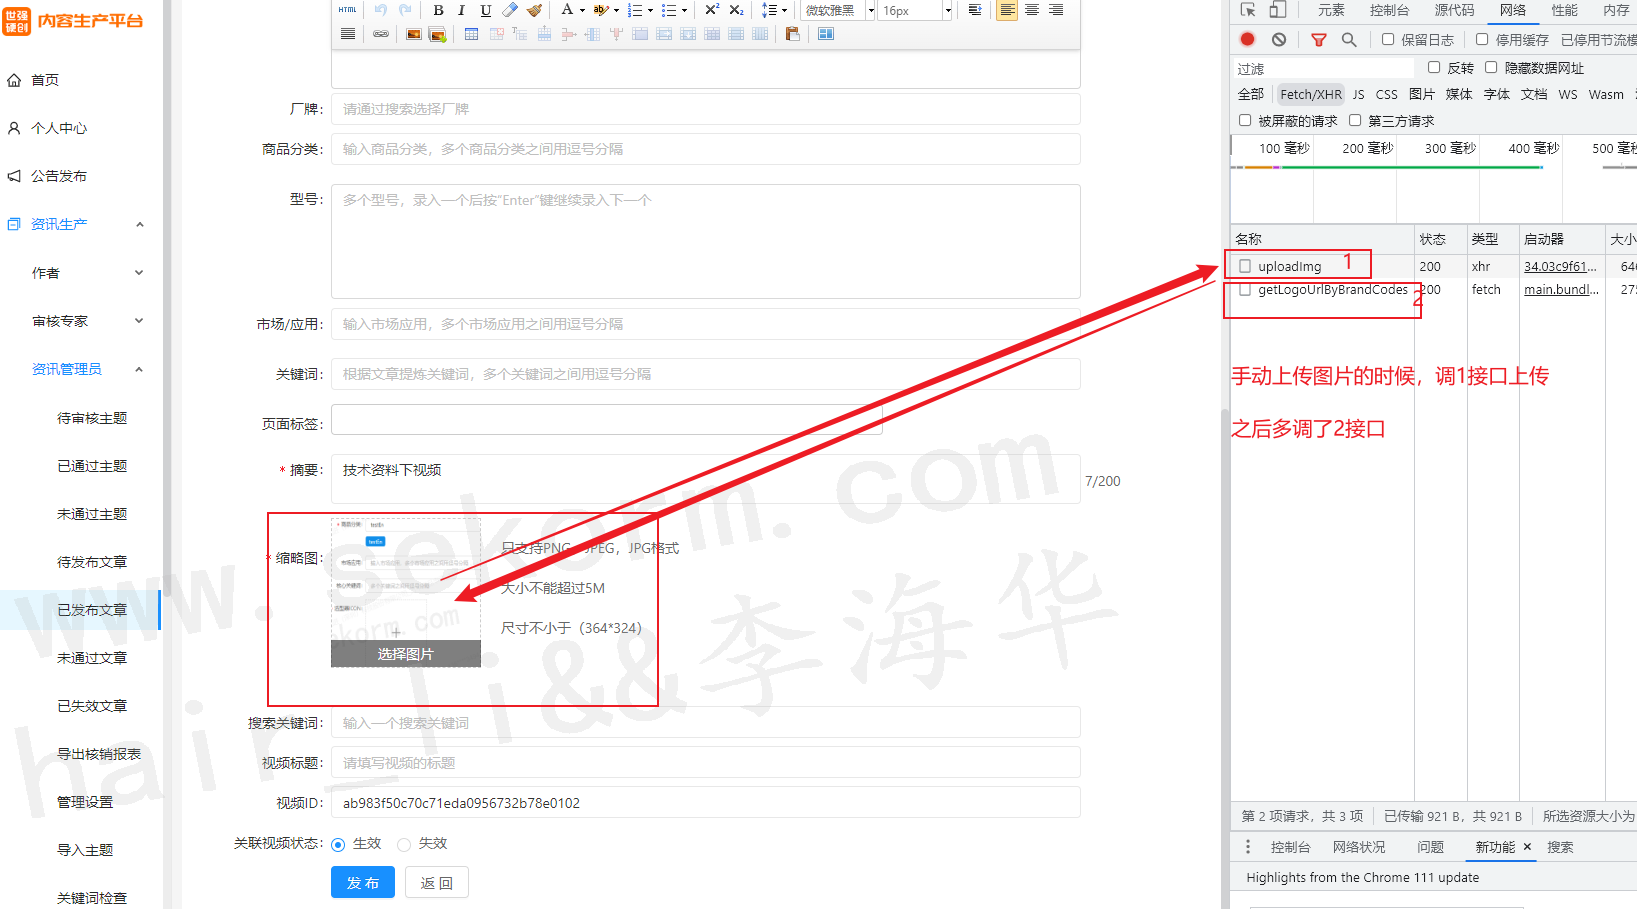 世强硬创 内容生产平台
首页
个人中心
公告发布
资讯生产
作者
审核专家
资讯管理员
待审核主题
已通过主题
未通过主题
待发布文章
已发布文章
未通过文章
已失效文章
导出核销报表
管理设置
导入主题
关键词检查
HTML B I U A 微软雅黑 16px
厂牌： 请通过搜索选择厂牌
商品分类： 输入商品分类，多个商品分类之间用逗号分隔
型号： 多个型号，录入一个后按"Enter"键继续录入下一个
市场/应用： 输入市场应用，多个市场应用之间用逗号分隔
关键词： 根据文章提炼关键词，多个关键词之间用逗号分隔
页面标签：
* 摘要： 技术资料下视频
7/200
* 缩略图：
选择图片
只支持PNG，JPEG，JPG格式
大小不能超过5M
尺寸不小于（364*324）
搜索关键词： 输入一个搜索关键词
视频标题： 请填写视频的标题
视频ID： ab983f50c70c71eda0956732b78e0102
关联视频状态： 生效 失效
发 布 返 回
www.sekorm.com
hair_li&&李海华
元素 控制台 源代码 网络 性能 内存
保留日志 停用缓存 已停用节流模
过滤 反转 隐藏数据网址
全部 Fetch/XHR JS CSS 图片 媒体 字体 文档 WS Wasm
被屏蔽的请求 第三方请求
100 毫秒 200 毫秒 300 毫秒 400 毫秒 500 毫秒
名称 状态 类型 启动器 大小
uploadImg 1 200 xhr 34.03c9f61... 646
getLogoUrlByBrandCodes 2 200 fetch main.bundl... 275
手动上传图片的时候，调1接口上传
之后多调了2接口
第 2 项请求，共 3 项 已传输 921 B，共 921 B 所选资源大小为
控制台 网络状况 问题 新功能 × 搜索
Highlights from the Chrome 111 update